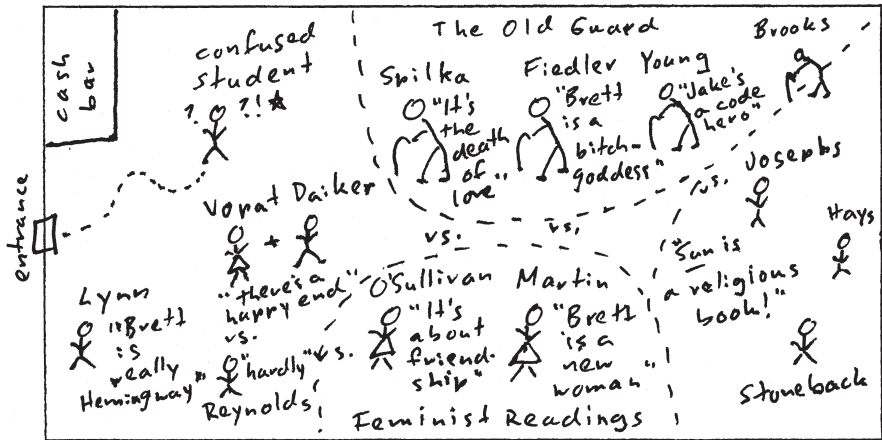 cash
bar
entrance
confused
student
? ?!*
The Old Guard
Spilka
"It's
the
death
of
love"
Fiedler
"Brett
is a
bitch-
goddess"
Young
"Jake's
a code
hero"
Brooks
vs.
vs.
vs.
Vopat + Daiker
"there's a
happy end"
vs.
"hardly"
Reynolds
vs.
Lynn
"Brett
is
really
Hemingway"
O'Sullivan
"It's
about
friend-
ship"
Martin
"Brett
is a
new
woman"
Feminist Readings
Josephs
Hays
"Sun is
a religious
book!"
Stoneback